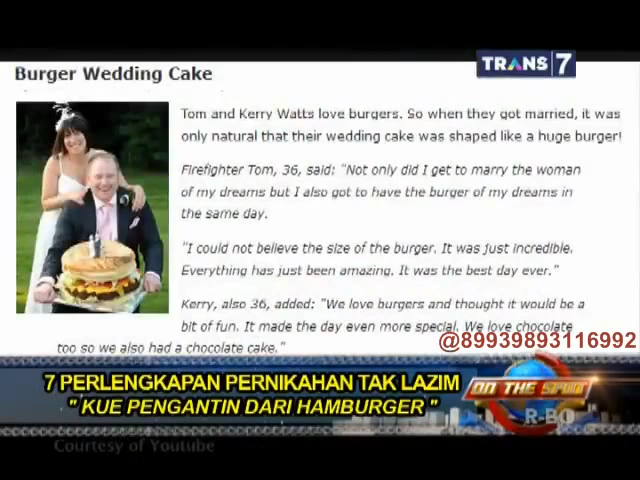 TRANS 7
Burger Wedding Cake
Tom and Kerry Watts love burgers. So when they got married, it was
only natural that their wedding cake was shaped like a huge burger!
Firefighter Tom, 36, said: "Not only did I get to marry the woman
of my dreams but I also got to have the burger of my dreams in
the same day.
"I could not believe the size of the burger. It was just incredible.
Everything has just been amazing. It was the best day ever."
Kerry, also 36, added: "We love burgers and thought it would be a
bit of fun. It made the day even more special. We love chocolate
too so we also had a chocolate cake."
@89939893116992
7 PERLENGKAPAN PERNIKAHAN TAK LAZIM
" KUE PENGANTIN DARI HAMBURGER "
ON THE SPOT
R-BO
Courtesy of Youtube